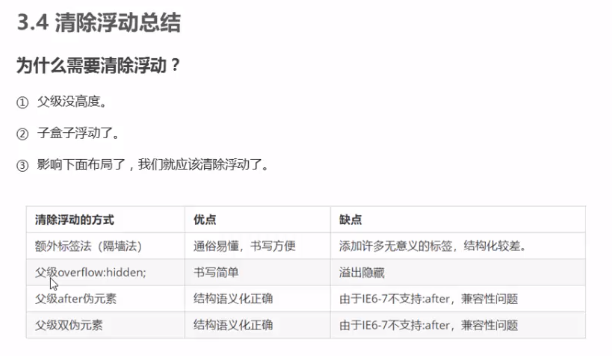 3.4 清除浮动总结
为什么需要清除浮动？
① 父级没高度。
② 子盒子浮动了。
③ 影响下面布局了，我们就应该清除浮动了。
清除浮动的方式 优点 缺点
额外标签法（隔墙法） 通俗易懂，书写方便 添加许多无意义的标签，结构化较差。
父级overflow:hidden; 书写简单 溢出隐藏
父级after伪元素 结构语义化正确 由于IE6-7不支持:after，兼容性问题
父级双伪元素 结构语义化正确 由于IE6-7不支持:after，兼容性问题